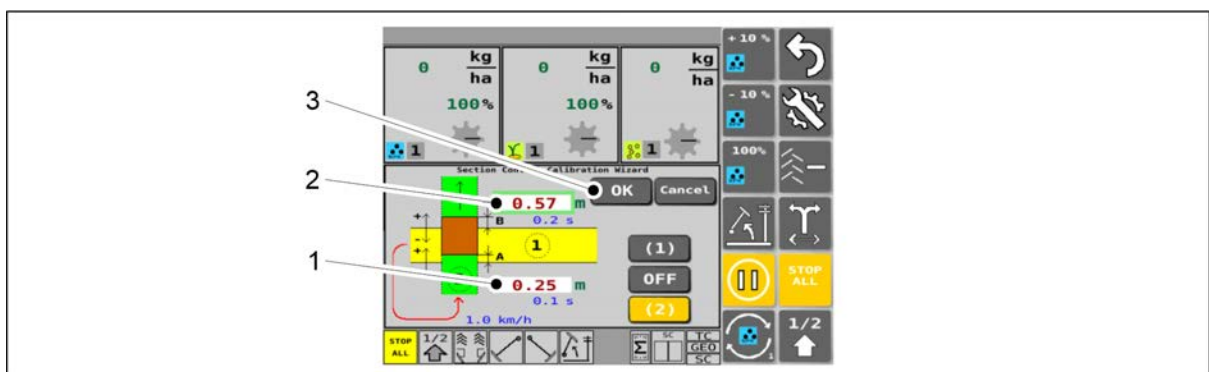 +10 %
0 kg/ha
0 kg/ha
0 kg/ha
100%
100%
- 10 %
3
1
1
1
100%
Section Control Calibration Wizard
2
0.57 m
OK
Cancel
+
B
0.2 s
-
1
(1)
+
A
1
0.25 m
OFF
STOP
ALL
0.1 s
(2)
1.0 km/h
STOP
ALL
1/2
Σ
SC
TC
GEO
SC
1
1/2